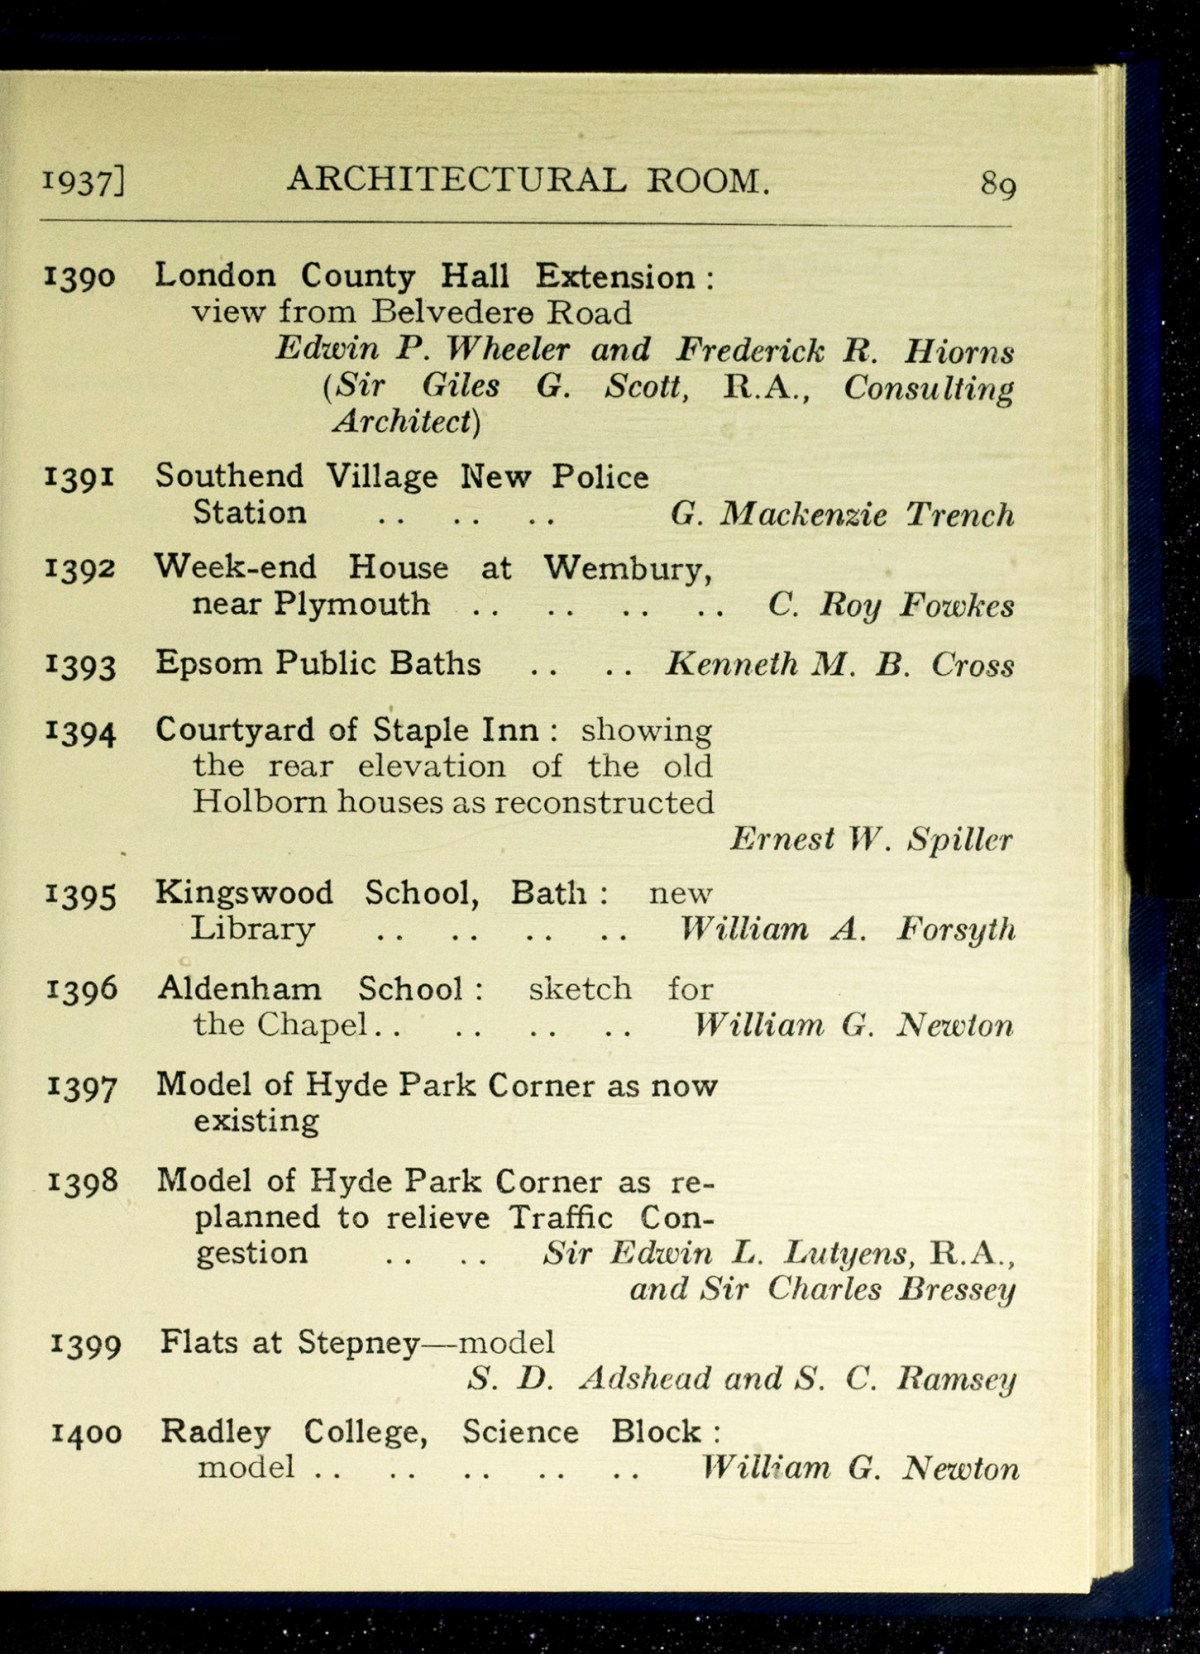 1937] ARCHITECTURAL ROOM. 89
1390 London County Hall Extension :
view from Belvedere Road
Edwin P. Wheeler and Frederick R. Hiorns
(Sir Giles G. Scott, R.A., Consulting
Architect)
1391 Southend Village New Police
Station .. .. .. G. Mackenzie Trench
1392 Week-end House at Wembury,
near Plymouth .. .. .. .. C. Roy Fowkes
1393 Epsom Public Baths .. .. Kenneth M. B. Cross
1394 Courtyard of Staple Inn : showing
the rear elevation of the old
Holborn houses as reconstructed
Ernest W. Spiller
1395 Kingswood School, Bath : new
Library .. .. .. .. William A. Forsyth
1396 Aldenham School : sketch for
the Chapel.. .. .. .. William G. Newton
1397 Model of Hyde Park Corner as now
existing
1398 Model of Hyde Park Corner as re-
planned to relieve Traffic Con-
gestion .. .. Sir Edwin L. Lutyens, R.A.,
and Sir Charles Bressey
1399 Flats at Stepney—model
S. D. Adshead and S. C. Ramsey
1400 Radley College, Science Block :
model .. .. .. .. .. William G. Newton